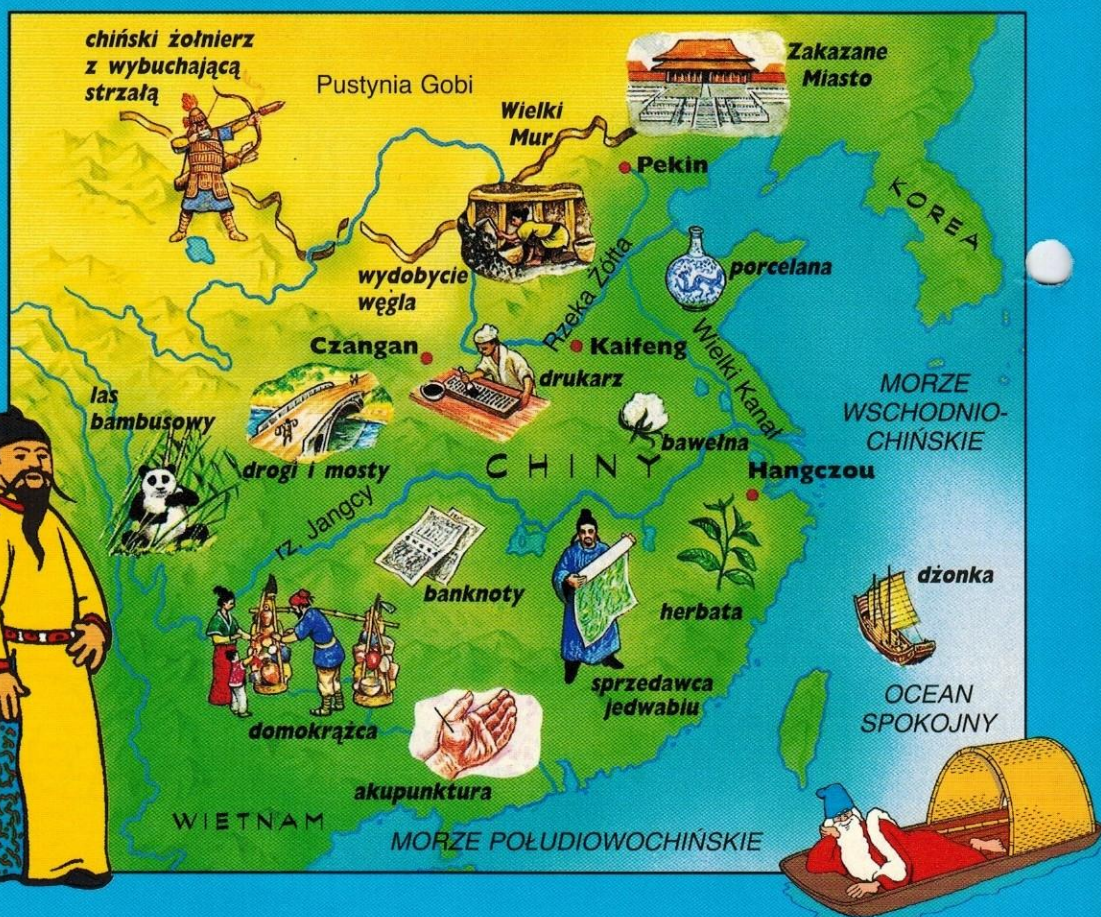 chiński żołnierz
z wybuchającą
strzałą
Pustynia Gobi
Wielki
Mur
Zakazane
Miasto
Pekin
KOREA
wydobycie
węgla
Rzeka Żółta
porcelana
Czangan
Kaifeng
drukarz
Wielki Kanał
MORZE
WSCHODNIO-
CHIŃSKIE
las
bambusowy
drogi i mosty
bawełna
CHINY
Hangczou
rz. Jangcy
banknoty
herbata
dżonka
sprzedawca
jedwabiu
OCEAN
SPOKOJNY
domokrążca
akupunktura
WIETNAM
MORZE POŁUDIOWOCHIŃSKIE